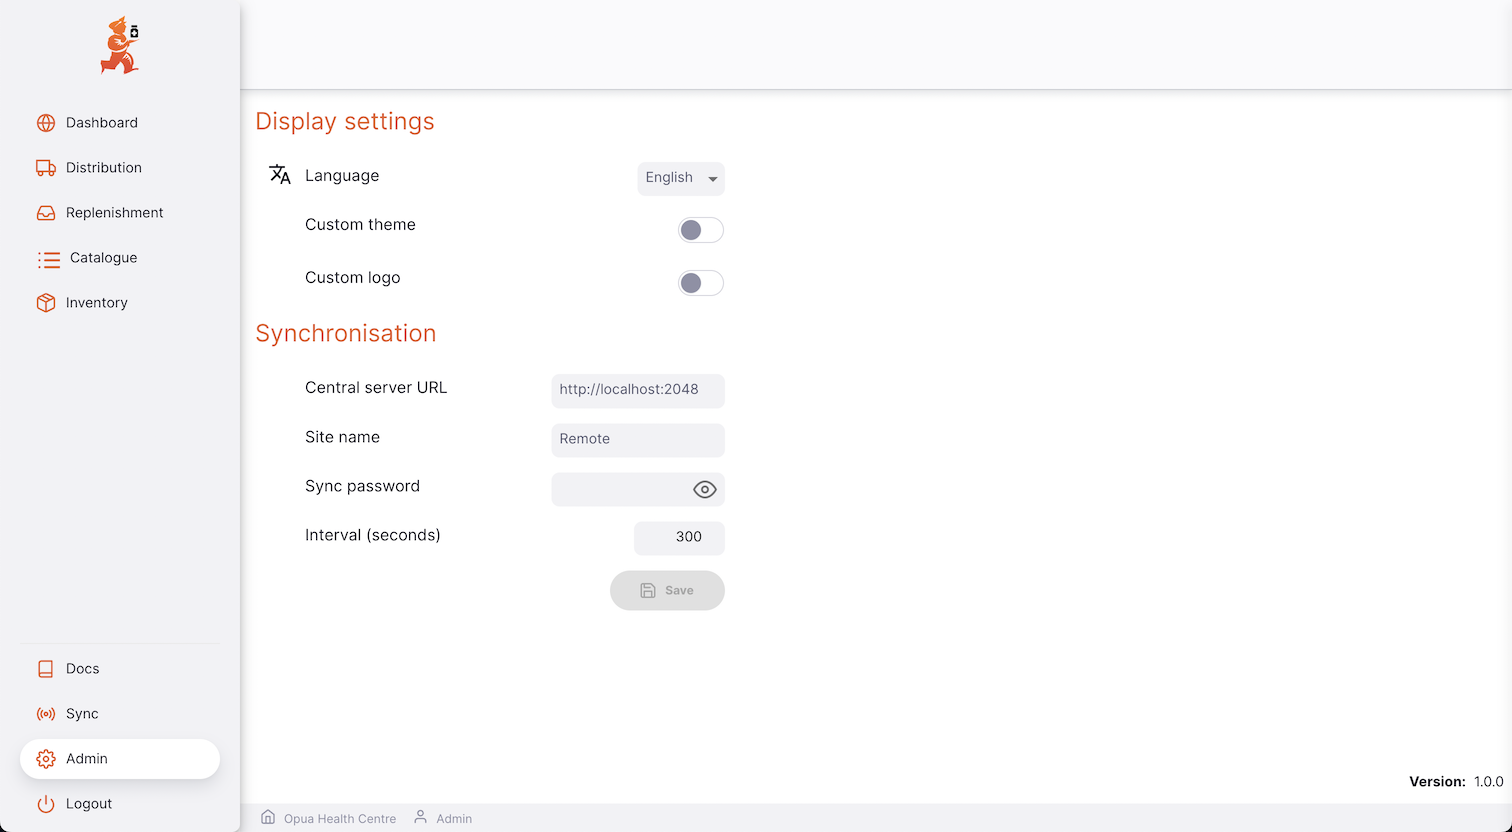 Dashboard
Distribution
Replenishment
Catalogue
Inventory
Docs
Sync
Admin
Logout
Display settings
Language English
Custom theme
Custom logo
Synchronisation
Central server URL http://localhost:2048
Site name Remote
Sync password
Interval (seconds) 300
Save
Version: 1.0.0
Opua Health Centre Admin